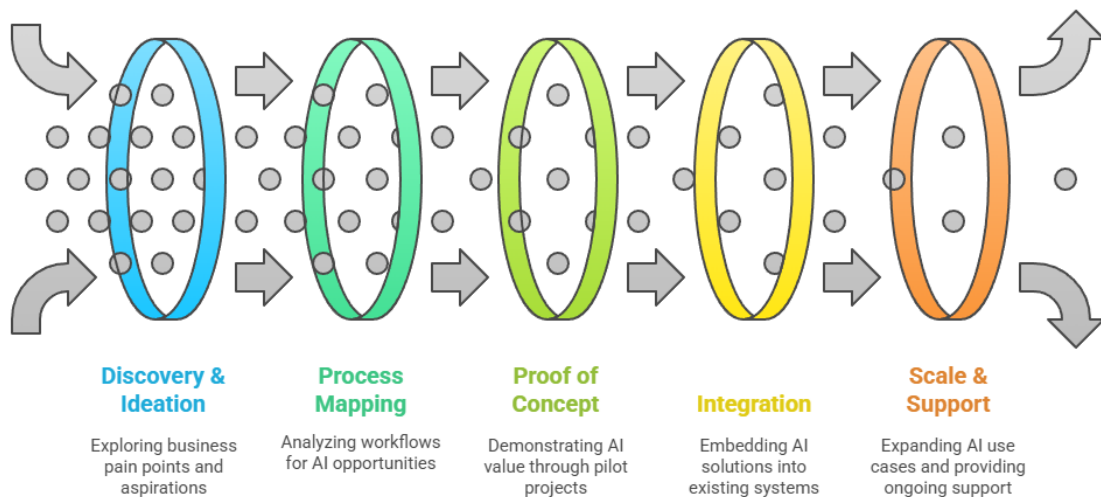 Discovery &
Ideation
Exploring business
pain points and
aspirations
Process
Mapping
Analyzing workflows
for AI opportunities
Proof of
Concept
Demonstrating AI
value through pilot
projects
Integration
Embedding AI
solutions into
existing systems
Scale &
Support
Expanding AI use
cases and providing
ongoing support